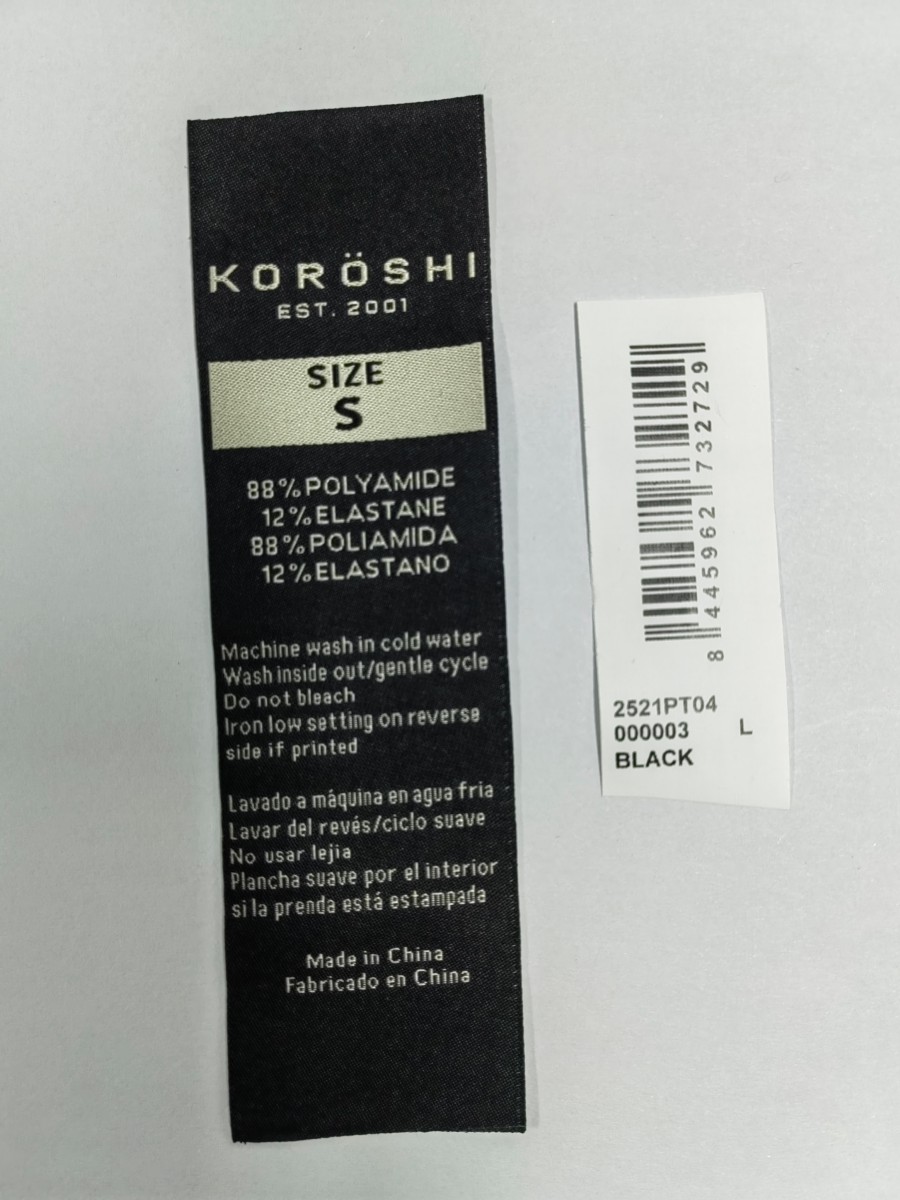 KORÖSHI
EST. 2001
SIZE
S
88% POLYAMIDE
12% ELASTANE
88% POLIAMIDA
12% ELASTANO
Machine wash in cold water
Wash inside out/gentle cycle
Do not bleach
Iron low setting on reverse
side if printed
Lavado a máquina en agua fria
Lavar del revés/ciclo suave
No usar lejia
Plancha suave por el interior
si la prenda está estampada
Made in China
Fabricado en China
8 445962 732729
2521PT04
000003 L
BLACK